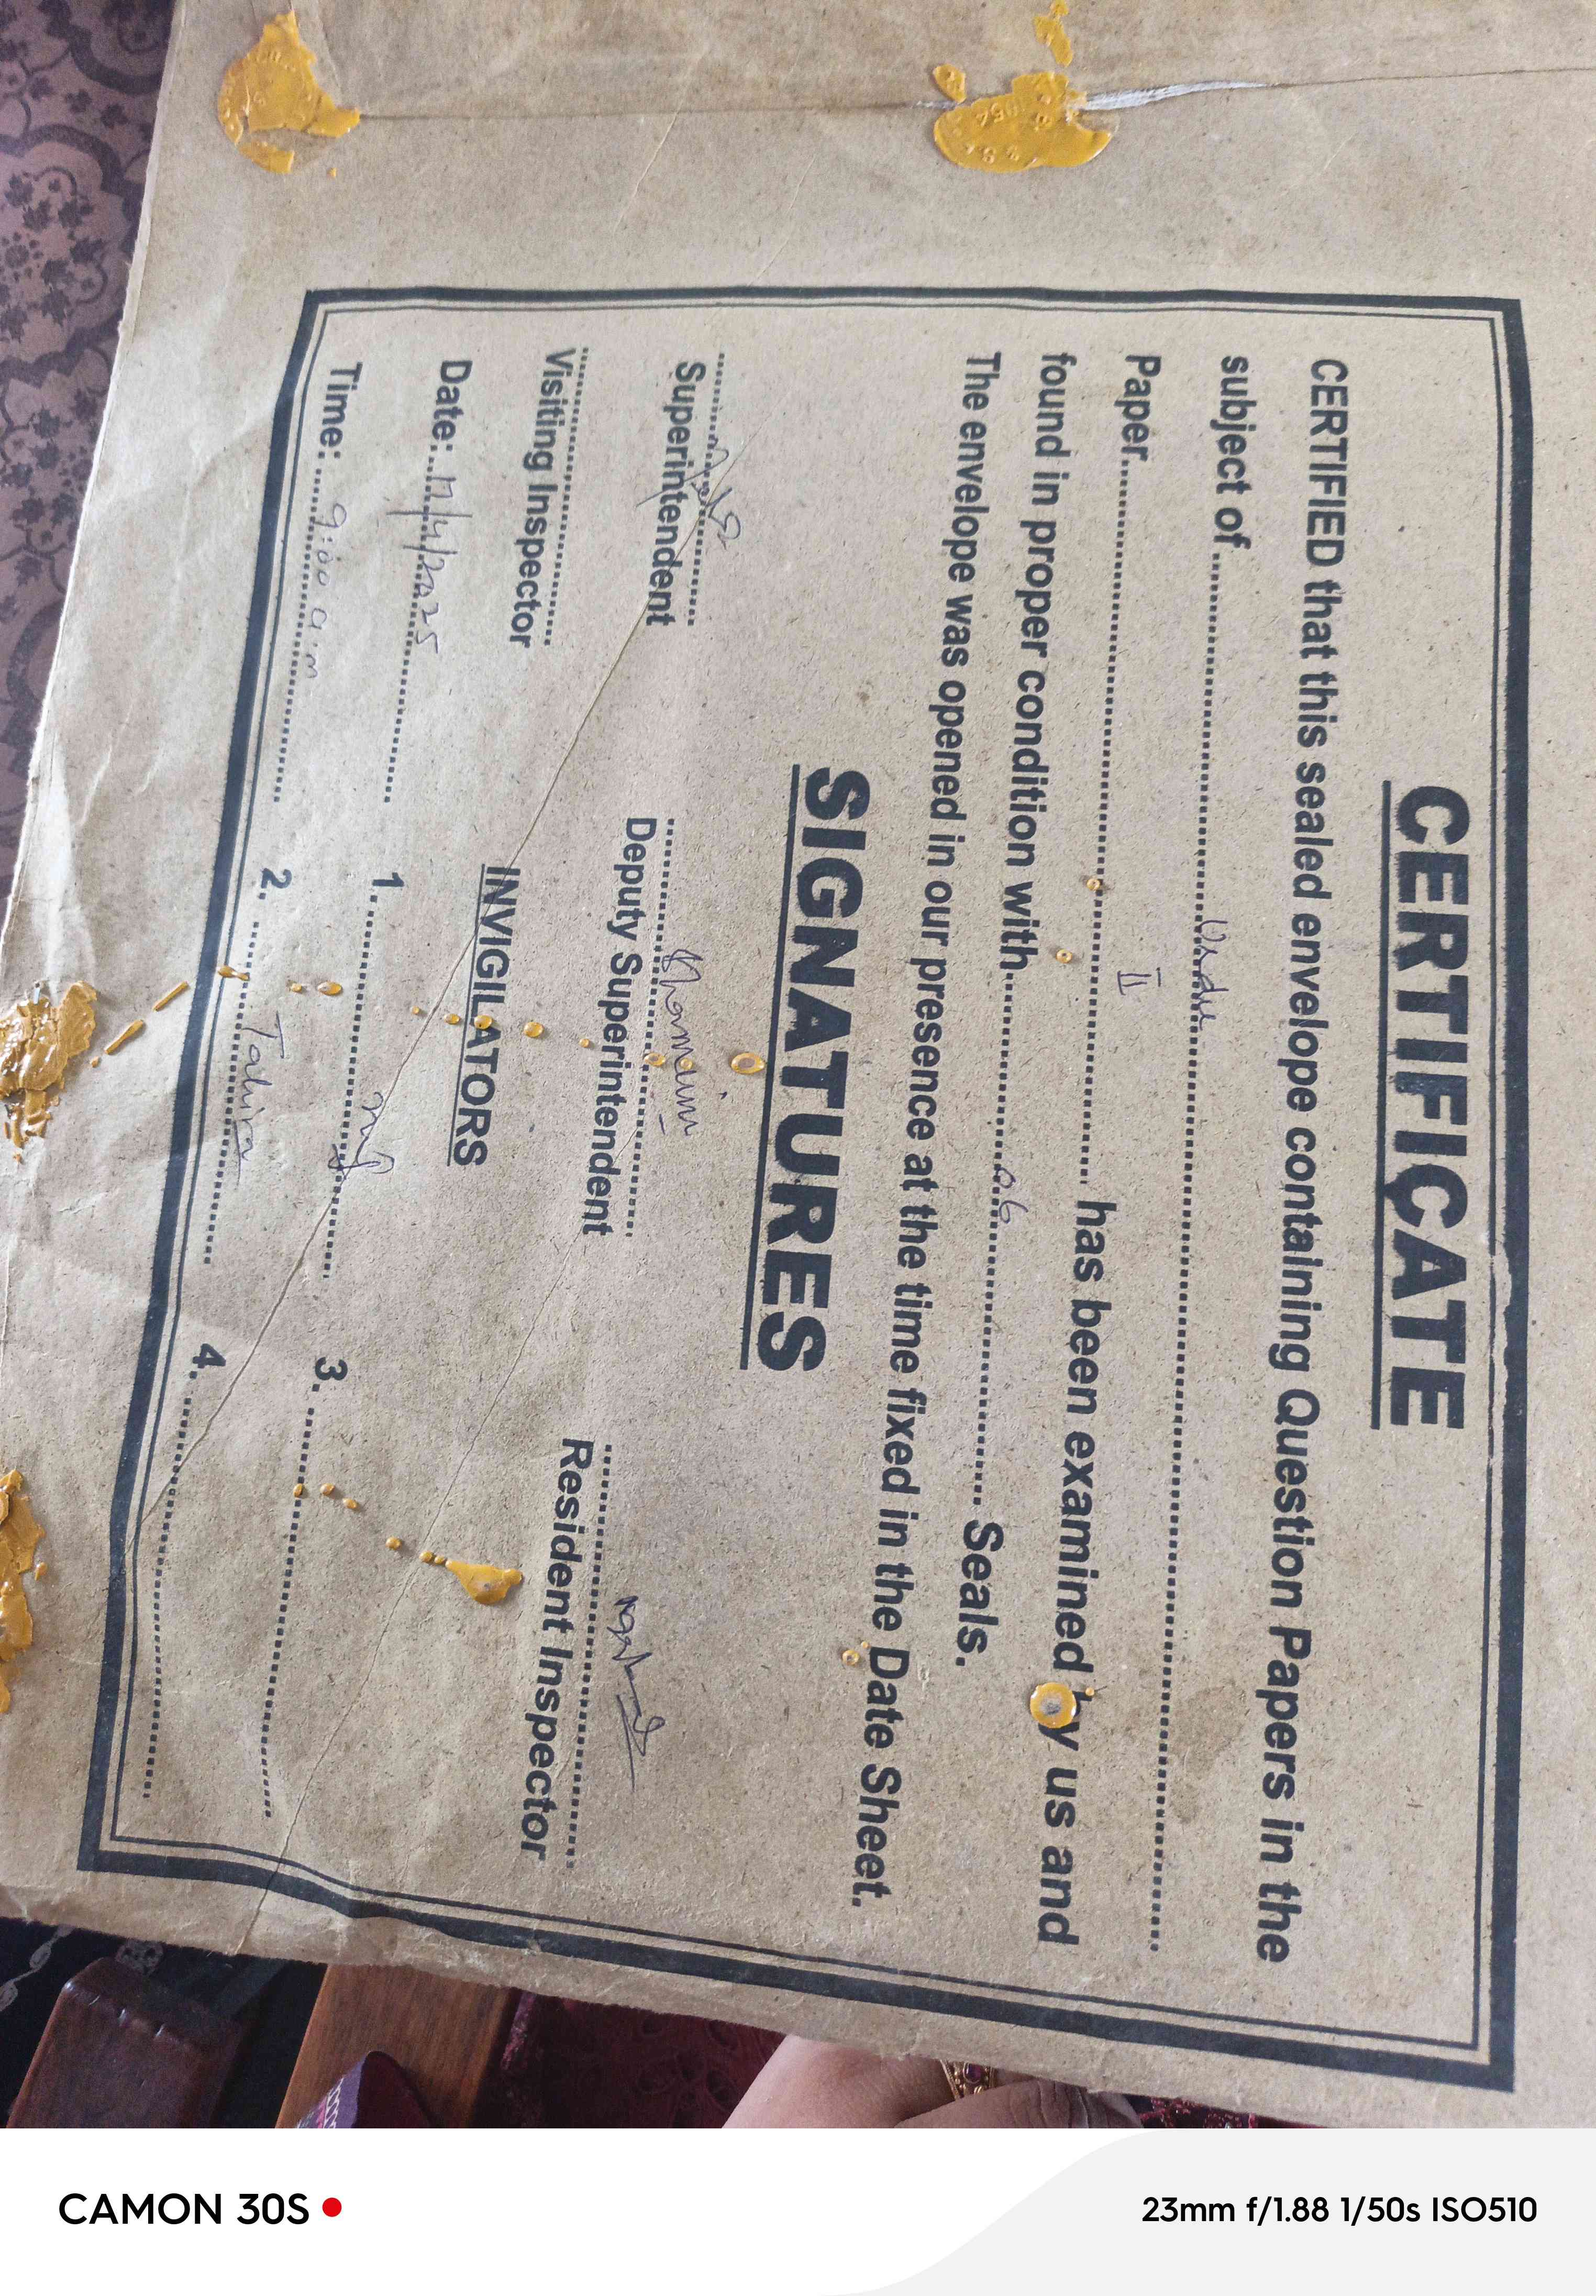 CERTIFICATE
CERTIFIED that this sealed envelope containing Question Papers in the
subject of ........ Urdu ........
Paper ........ II ........ has been examined by us and
found in proper condition with ........ 06 ........ Seals.
The envelope was opened in our presence at the time fixed in the Date Sheet.
SIGNATURES
Superintendent Deputy Superintendent Resident Inspector
Visiting Inspector
INVIGILATORS
Date: 17/4/2025 1. ........ 3. ........
Time: 9:00 a.m 2. Tahira 4. ........
CAMON 30S
23mm f/1.88 1/50s ISO510